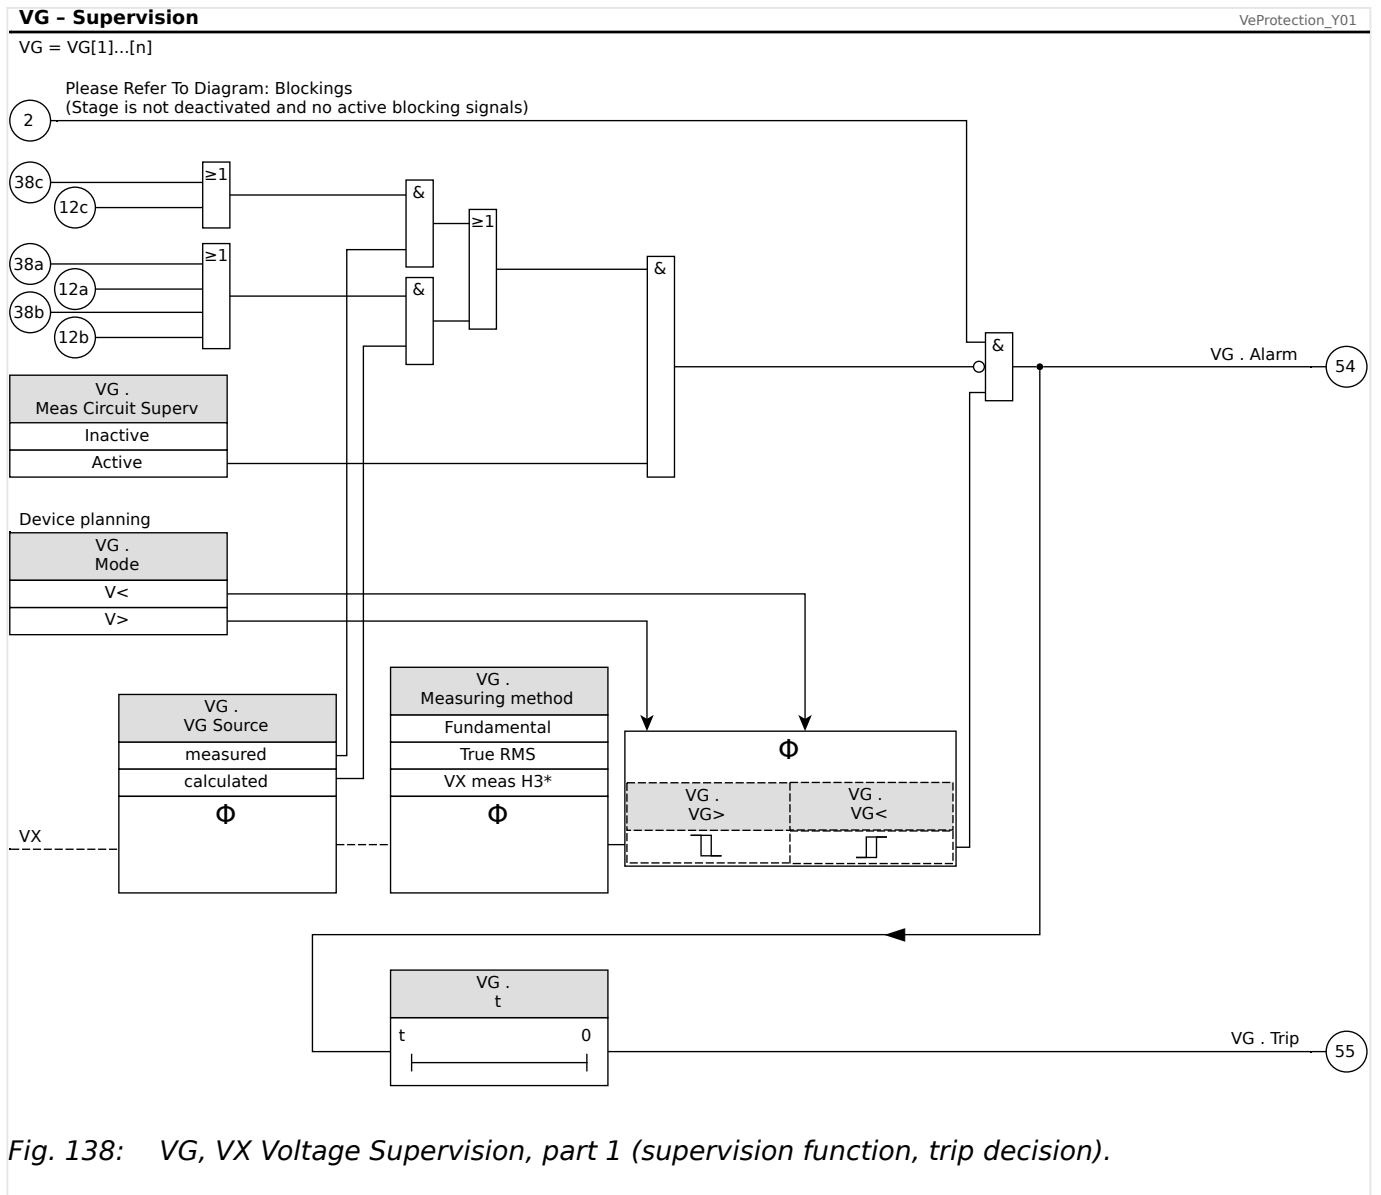 VG – Supervision
VeProtection_Y01
VG = VG[1]...[n]
Please Refer To Diagram: Blockings
(Stage is not deactivated and no active blocking signals)
2
38c
≥1
12c
&
≥1
38a
≥1
12a
38b
12b
&
&
&
VG . Alarm
54
VG .
Meas Circuit Superv
Inactive
Active
Device planning
VG .
Mode
V<
V>
VG .
VG Source
measured
calculated
Φ
VX
VG .
Measuring method
Fundamental
True RMS
VX meas H3*
Φ
Φ
VG .
VG>
VG .
VG<
VG .
t
t
0
VG . Trip
55
Fig. 138: VG, VX Voltage Supervision, part 1 (supervision function, trip decision).